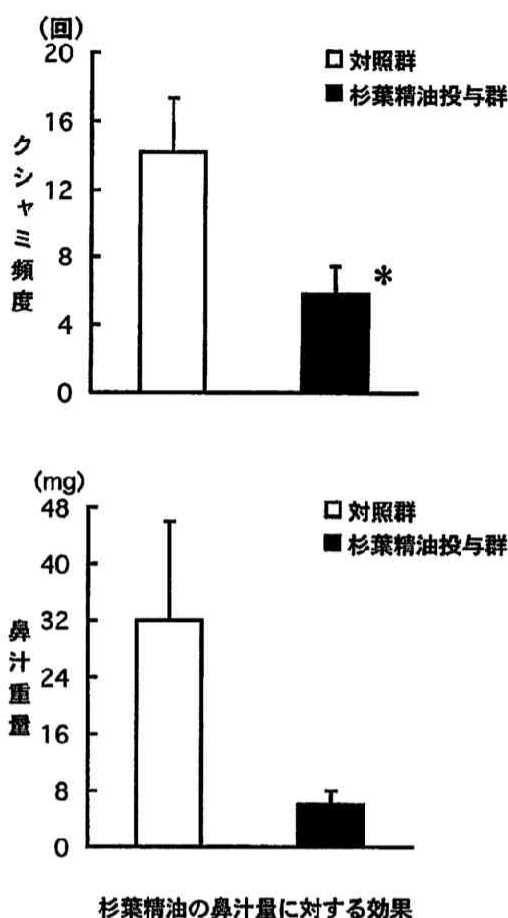 (回)
20
16
12
8
4
0
クシャミ頻度
□ 対照群
■ 杉葉精油投与群
*
(mg)
48
40
32
24
16
8
0
鼻汁重量
□ 対照群
■ 杉葉精油投与群
杉葉精油の鼻汁量に対する効果